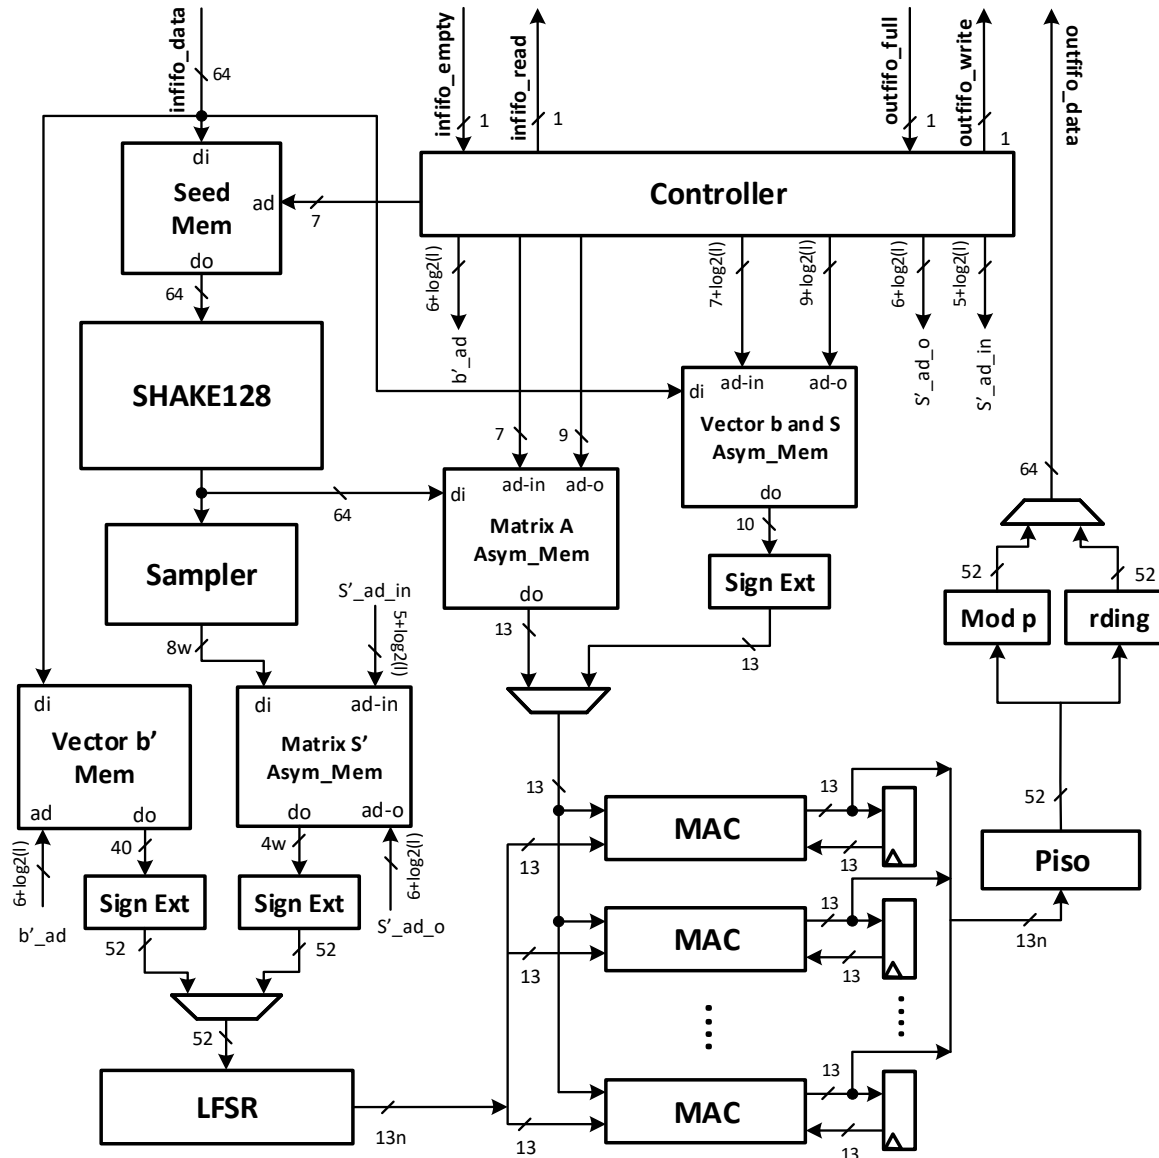 infifo_data
64
infifo_empty
1
infifo_read
1
outfifo_full
1
outfifo_write
1
outfifo_data
di
Seed
Mem
ad
do
7
Controller
64
6+log2(l)
b'_ad
7+log2(l)
9+log2(l)
6+log2(l)
S'_ad_o
5+log2(l)
S'_ad_in
SHAKE128
di
ad-in
ad-o
Vector b and S
Asym_Mem
do
7
9
64
di
ad-in
ad-o
Matrix A
Asym_Mem
do
10
64
Sampler
Sign Ext
52
52
Mod p
rding
S'_ad_in
5+log2(l)
13
13
8w
di
Vector b'
Mem
ad
do
di
ad-in
Matrix S'
Asym_Mem
do
ad-o
13
13
MAC
13
13
52
6+log2(l)
b'_ad
40
4w
6+log2(l)
S'_ad_o
Sign Ext
Sign Ext
13
Piso
13n
52
52
13
MAC
13
13
52
LFSR
13n
13
MAC
13
13